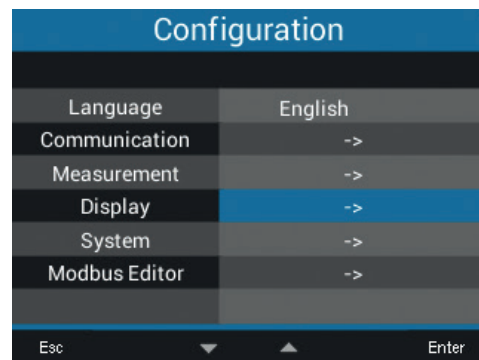 Configuration
Language English
Communication ->
Measurement ->
Display ->
System ->
Modbus Editor ->
Esc Enter